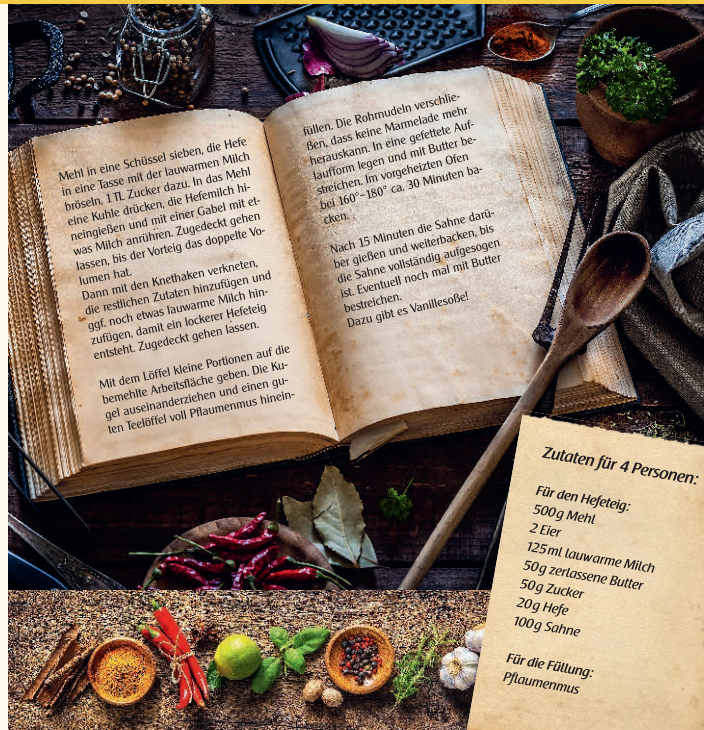 Mehl in eine Schüssel sieben, die Hefe
in eine Tasse mit der lauwarmen Milch
bröseln, 1 TL Zucker dazu. In das Mehl
eine Kuhle drücken, die Hefemilch hi-
neingießen und mit einer Gabel mit et-
was Milch anrühren. Zugedeckt gehen
lassen, bis der Vorteig das doppelte Vo-
lumen hat.
Dann mit den Knethaken verkneten,
die restlichen Zutaten hinzufügen und
ggf. noch etwas lauwarme Milch hin-
zufügen, damit ein lockerer Hefeteig
entsteht. Zugedeckt gehen lassen.
Mit dem Löffel kleine Portionen auf die
bemehlte Arbeitsfläche geben. Die Ku-
gel auseinanderziehen und einen gu-
ten Teelöffel voll Pflaumenmus hinein-
füllen. Die Rohrnudeln verschlie-
ßen, dass keine Marmelade mehr
herauskann. In eine gefettete Auf-
laufform legen und mit Butter be-
streichen. Im vorgeheizten Ofen
bei 160°–180° ca. 30 Minuten ba-
cken.
Nach 15 Minuten die Sahne darü-
ber gießen und weiterbacken, bis
die Sahne vollständig aufgesogen
ist. Eventuell noch mal mit Butter
bestreichen.
Dazu gibt es Vanillesoße!
Zutaten für 4 Personen:
Für den Hefeteig:
500g Mehl
2 Eier
125ml lauwarme Milch
50g zerlassene Butter
50g Zucker
20g Hefe
100g Sahne
Für die Füllung:
Pflaumenmus